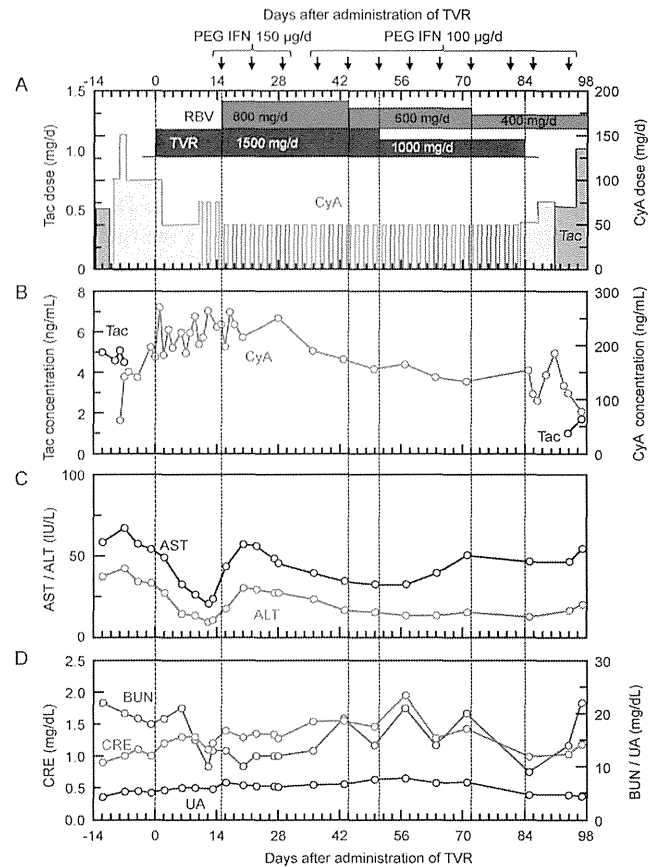 Days after administration of TVR
PEG IFN 150 µg/d PEG IFN 100 µg/d
-14 0 14 28 42 56 70 84 98
A
Tac dose (mg/d)
1.5
1.0
0.5
0
RBV 800 mg/d 600 mg/d 400 mg/d
TVR 1500 mg/d 1000 mg/d
CyA
Tac
200
150
100
50
0
CyA dose (mg/d)
B
Tac concentration (ng/mL)
8
6
4
2
0
Tac
CyA
Tac
300
200
100
0
CyA concentration (ng/mL)
C
AST / ALT (IU/L)
100
50
0
AST
ALT
D
CRE (mg/dL)
2.5
2.0
1.5
1.0
0.5
0.0
BUN
CRE
UA
30
20
10
0
BUN / UA (mg/dL)
-14 0 14 28 42 56 70 84 98
Days after administration of TVR